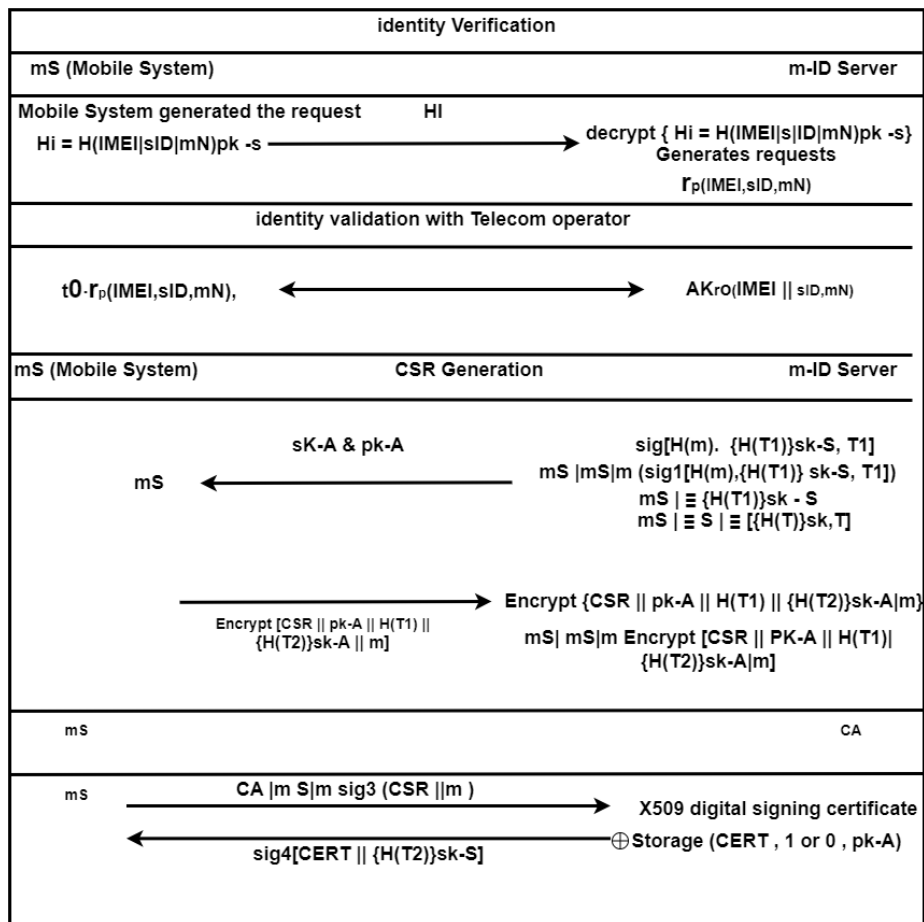 identity Verification
mS (Mobile System) m-ID Server
Mobile System generated the request HI
Hi = H(IMEI|sID|mN)pk -s decrypt { Hi = H(IMEI|s|ID|mN)pk -s}
Generates requests
rp(IMEI,sID,mN)
identity validation with Telecom operator
t0-rp(IMEI,sID,mN), AKro(IMEI || sID,mN)
mS (Mobile System) CSR Generation m-ID Server
sK-A & pk-A sig[H(m). {H(T1)}sk-S, T1]
mS mS |mS|m (sig1[H(m),{H(T1)} sk-S, T1])
mS | ≡ {H(T1)}sk - S
mS | ≡ S | ≡ [{H(T)}sk,T]
Encrypt {CSR || pk-A || H(T1) || {H(T2)}sk-A|m}
Encrypt [CSR || pk-A || H(T1) ||
{H(T2)}sk-A || m]
mS| mS|m Encrypt [CSR || PK-A || H(T1)|
{H(T2)}sk-A|m]
mS CA
mS CA |m S|m sig3 (CSR ||m ) X509 digital signing certificate
sig4[CERT || {H(T2)}sk-S] ⊕Storage (CERT , 1 or 0 , pk-A)